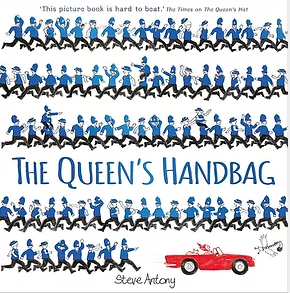 'This picture book is hard to beat.' The Times on The Queen's Hat
THE QUEEN'S HANDBAG
Steve Antony